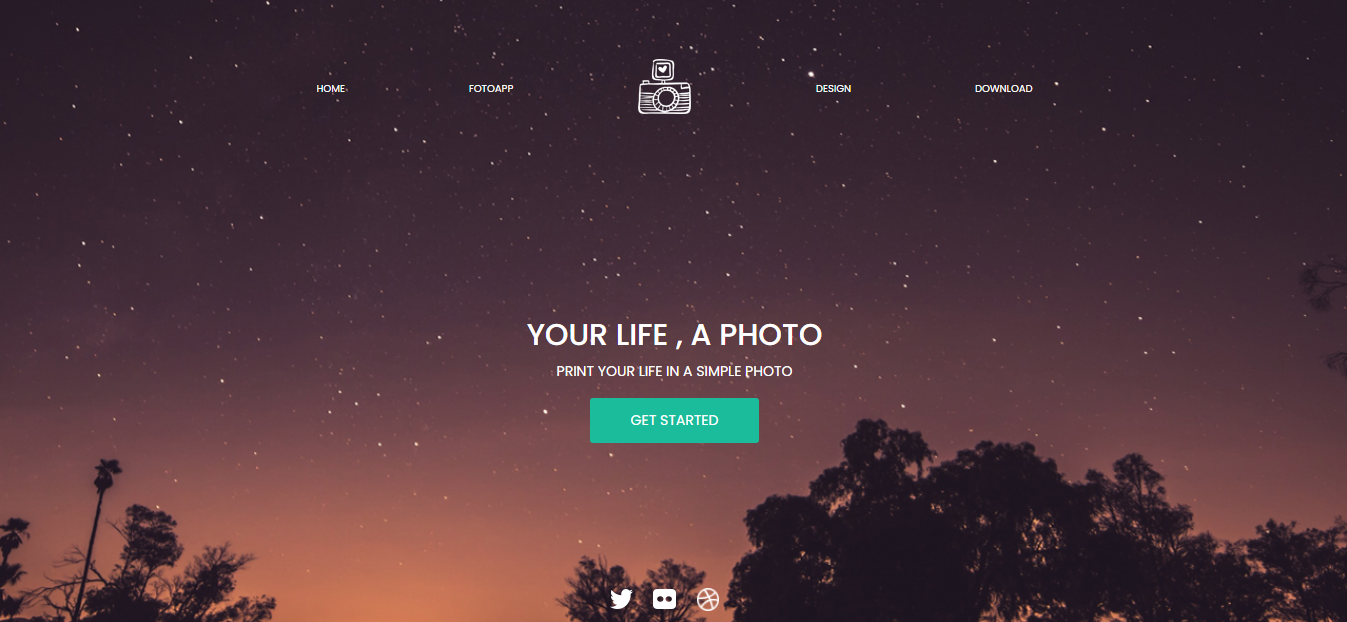 HOME
FOTOAPP
DESIGN
DOWNLOAD
YOUR LIFE , A PHOTO
PRINT YOUR LIFE IN A SIMPLE PHOTO
GET STARTED